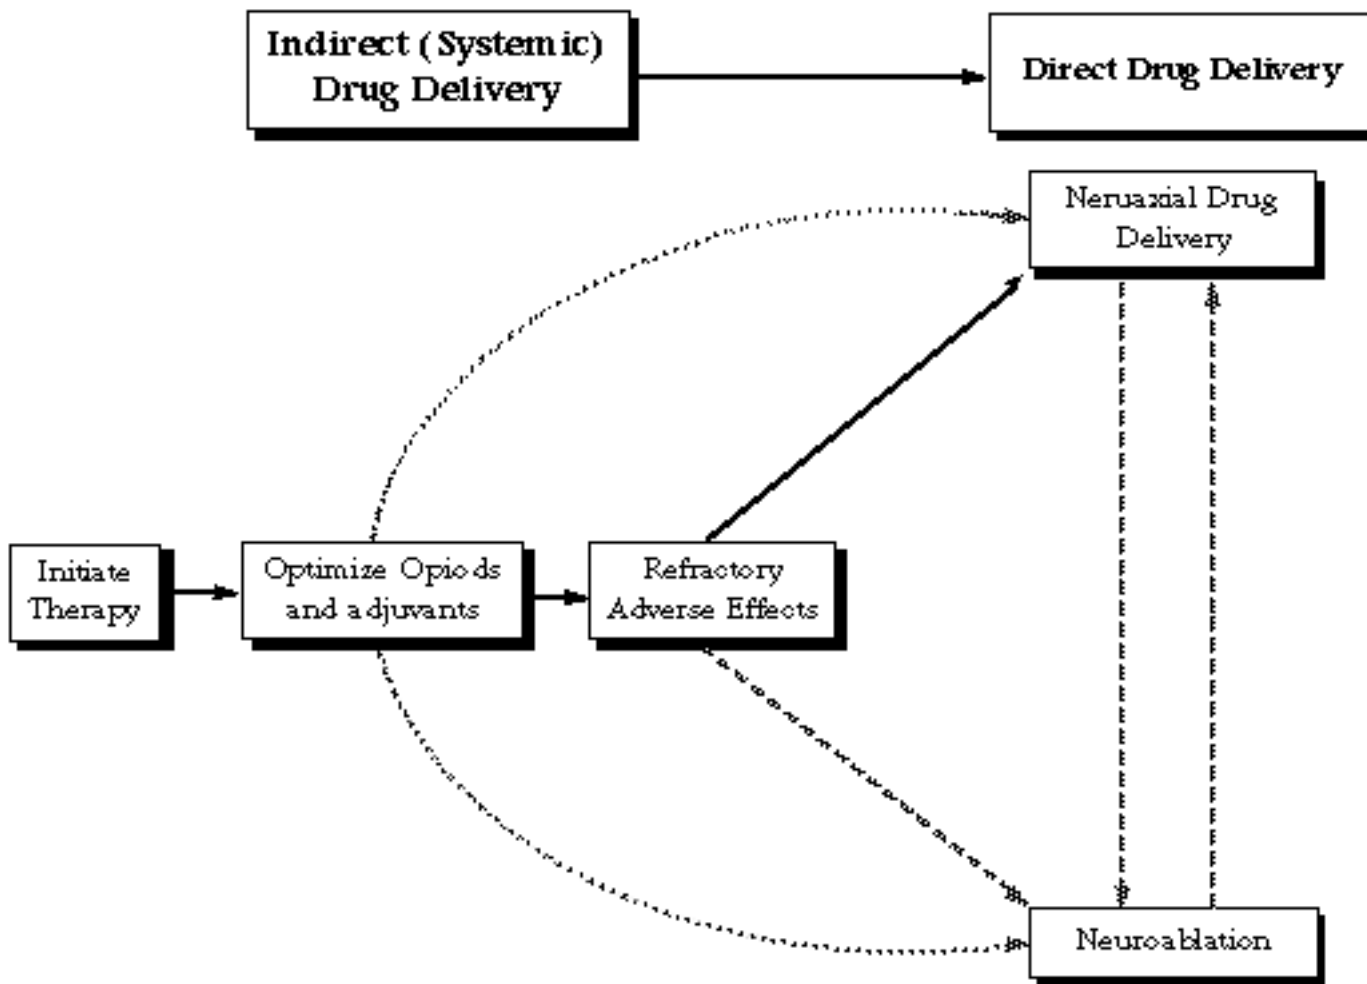 Indirect (Systemic)
Drug Delivery
Direct Drug Delivery
Neruaxial Drug
Delivery
Initiate
Therapy
Optimize Opiods
and adjuvants
Refractory
Adverse Effects
Neuroablation